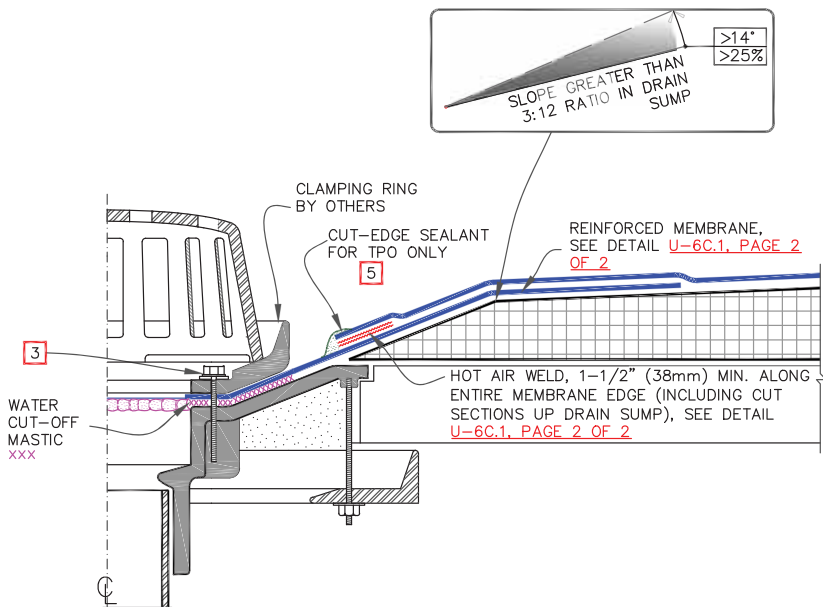 >14°
>25%
SLOPE GREATER THAN
3:12 RATIO IN DRAIN
SUMP
CLAMPING RING
BY OTHERS
CUT-EDGE SEALANT
FOR TPO ONLY
5
REINFORCED MEMBRANE,
SEE DETAIL U-6C.1, PAGE 2
OF 2
3
WATER
CUT-OFF
MASTIC
XXX
HOT AIR WELD, 1-1/2" (38mm) MIN. ALONG
ENTIRE MEMBRANE EDGE (INCLUDING CUT
SECTIONS UP DRAIN SUMP), SEE DETAIL
U-6C.1, PAGE 2 OF 2
℄